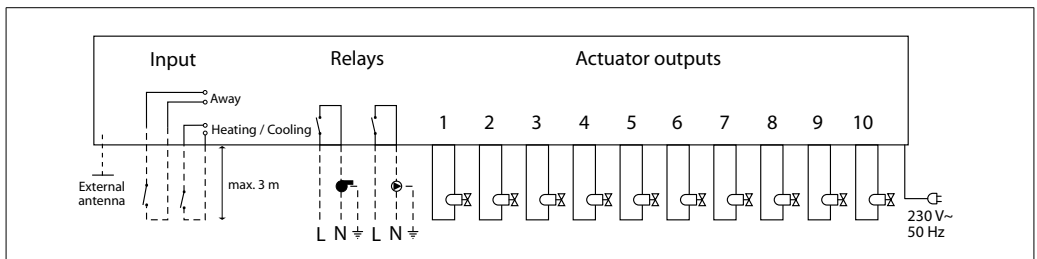 Input
Relays
Actuator outputs
Away
Heating / Cooling
1 2 3 4 5 6 7 8 9 10
External
antenna
max. 3 m
L N L N
230 V~
50 Hz